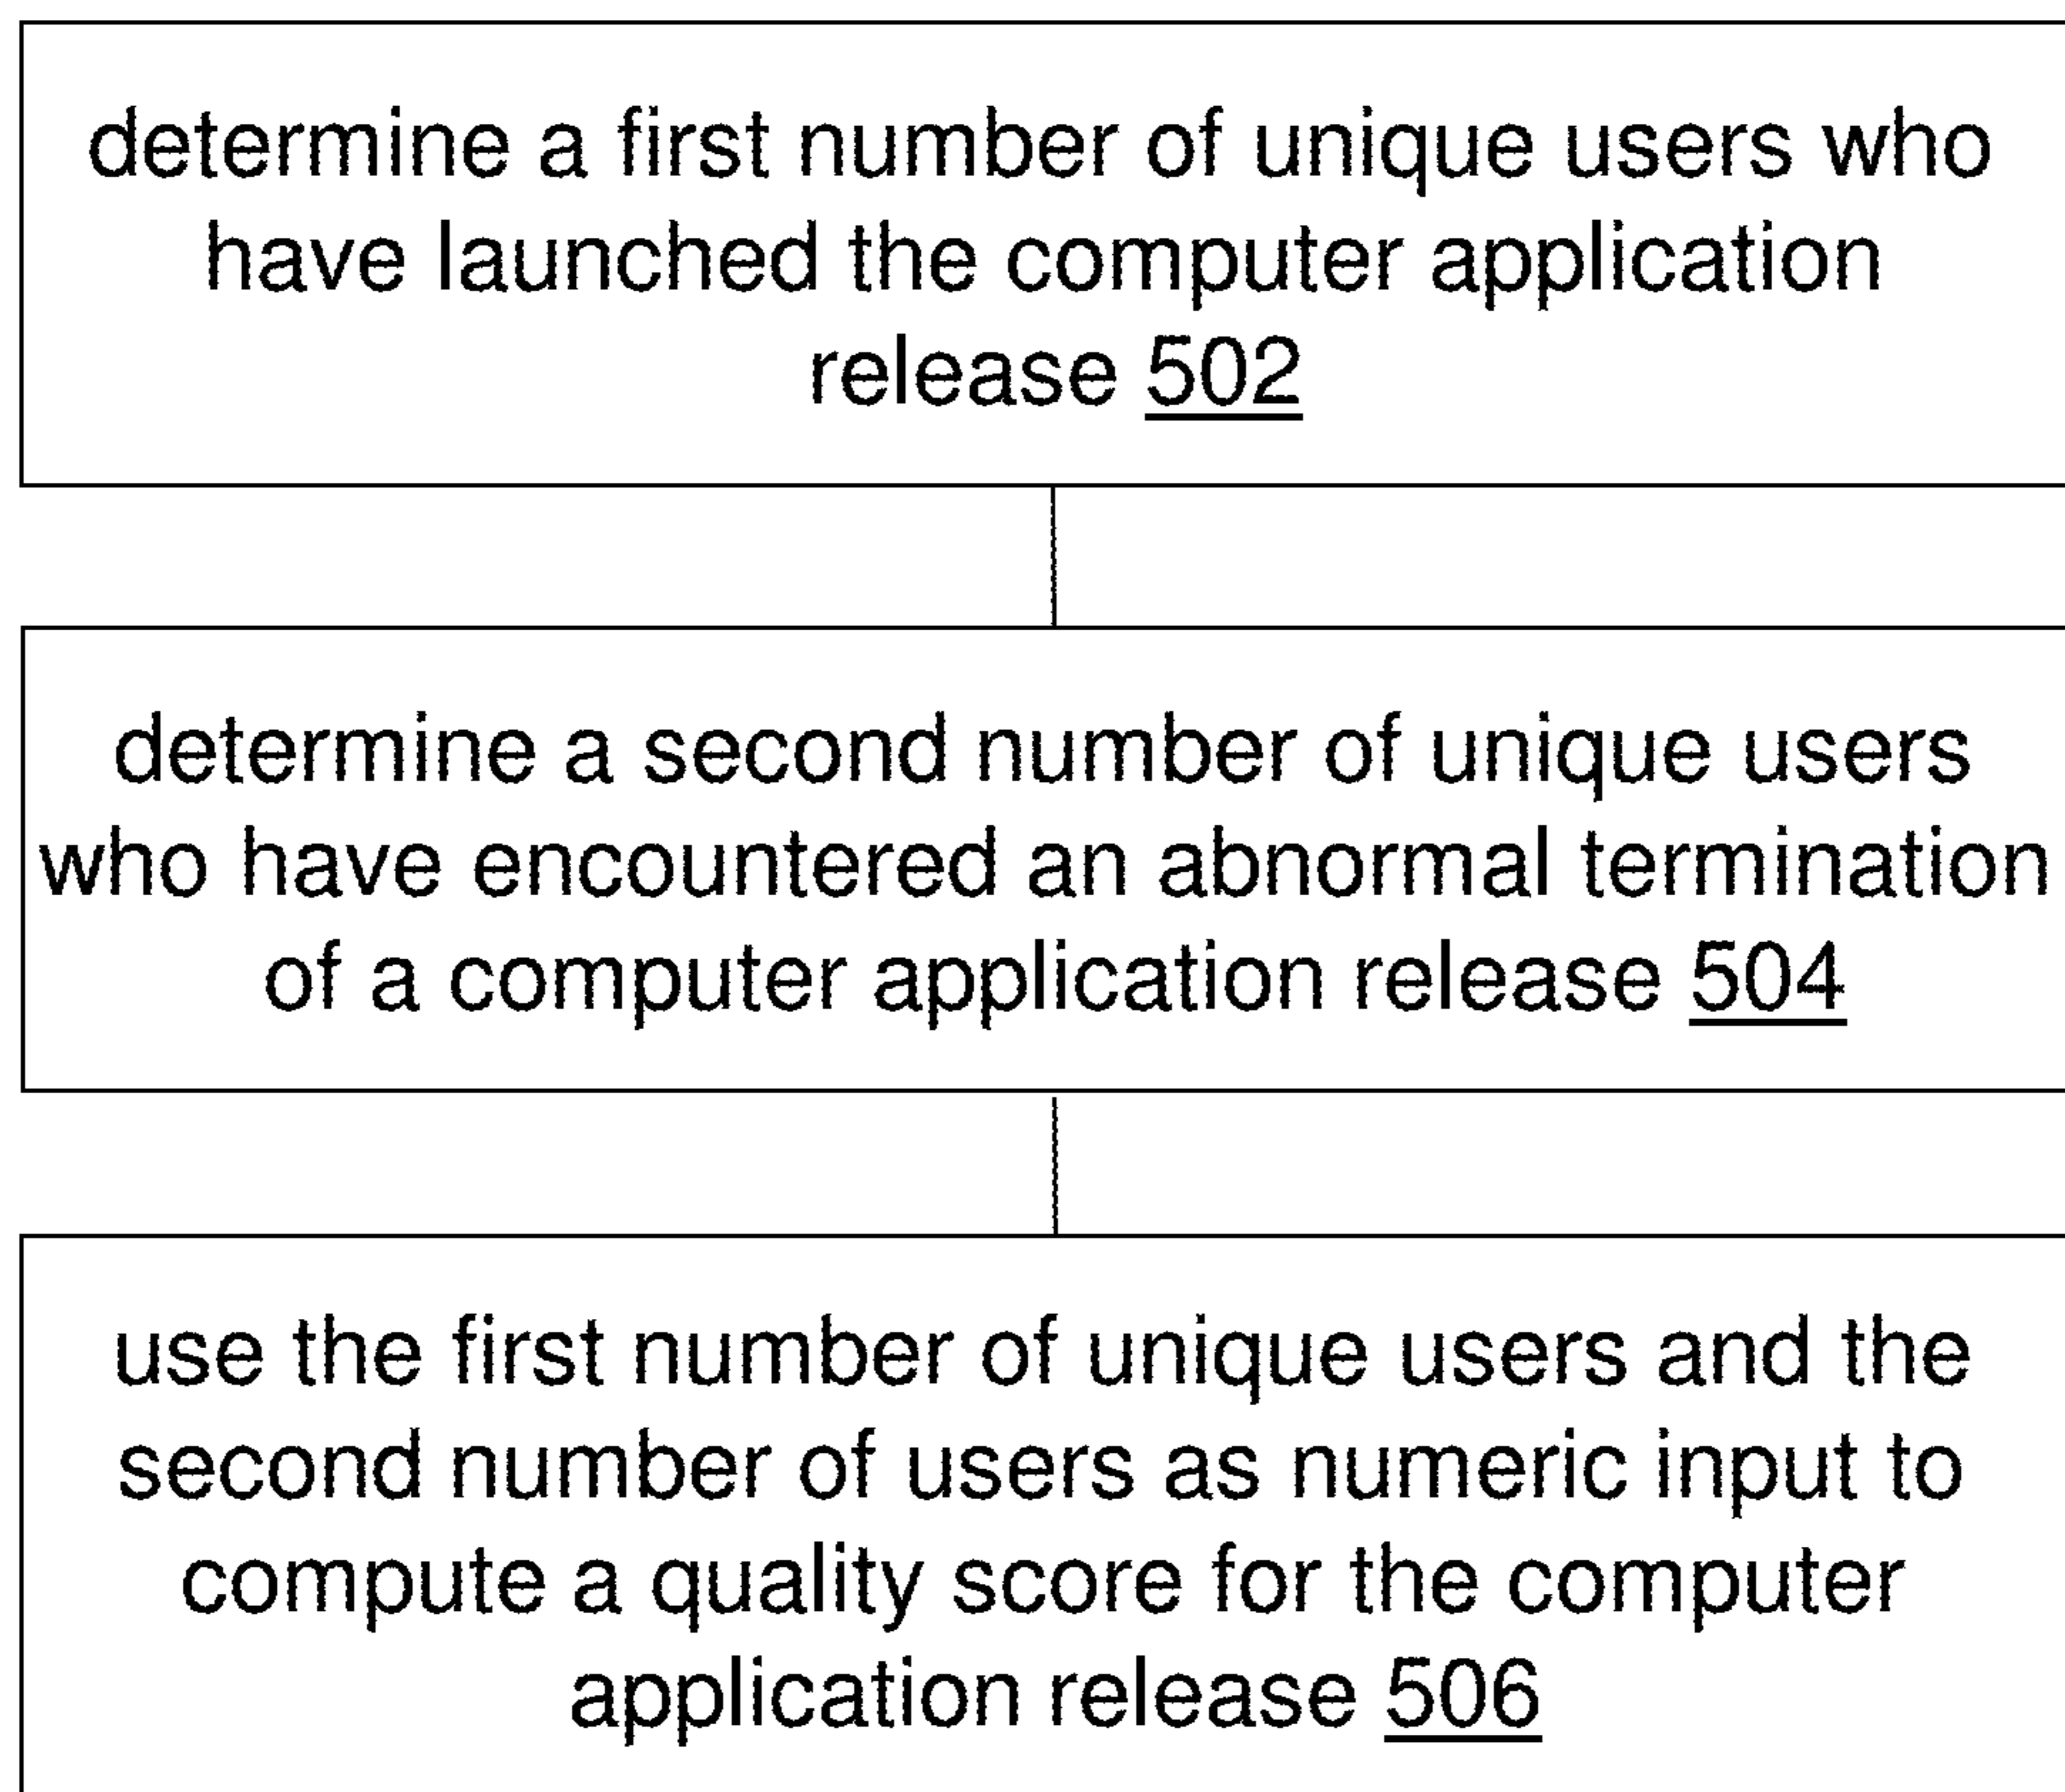 determine a first number of unique users who
have launched the computer application
release 502
determine a second number of unique users
who have encountered an abnormal termination
of a computer application release 504
use the first number of unique users and the
second number of users as numeric input to
compute a quality score for the computer
application release 506